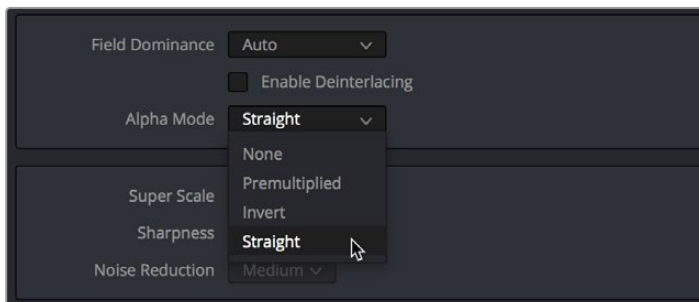 Field Dominance Auto
Enable Deinterlacing
Alpha Mode Straight
None
Premultiplied
Super Scale Invert
Sharpness Straight
Noise Reduction Medium